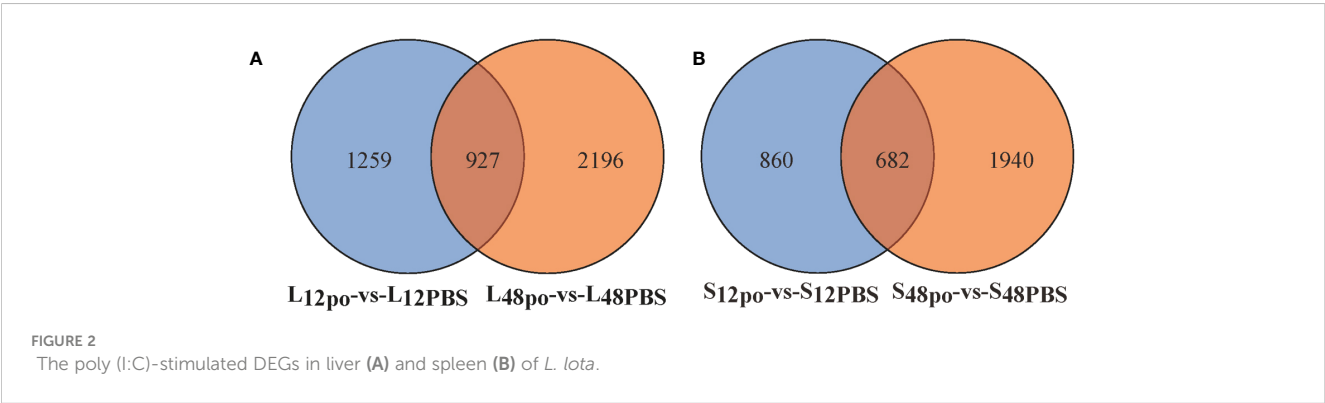 A
B
1259 927 2196
860 682 1940
L12po-vs-L12PBS L48po-vs-L48PBS
S12po-vs-S12PBS S48po-vs-S48PBS
FIGURE 2
The poly (I:C)-stimulated DEGs in liver (A) and spleen (B) of L. lota.